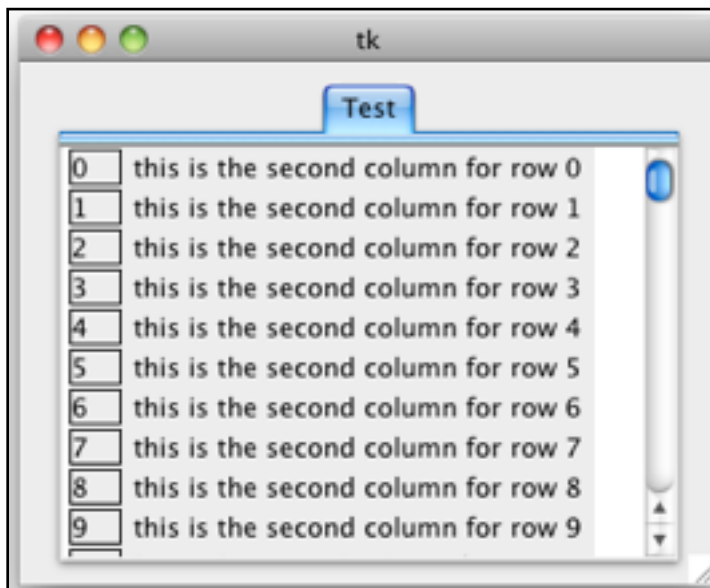 tk
Test
0 this is the second column for row 0
1 this is the second column for row 1
2 this is the second column for row 2
3 this is the second column for row 3
4 this is the second column for row 4
5 this is the second column for row 5
6 this is the second column for row 6
7 this is the second column for row 7
8 this is the second column for row 8
9 this is the second column for row 9